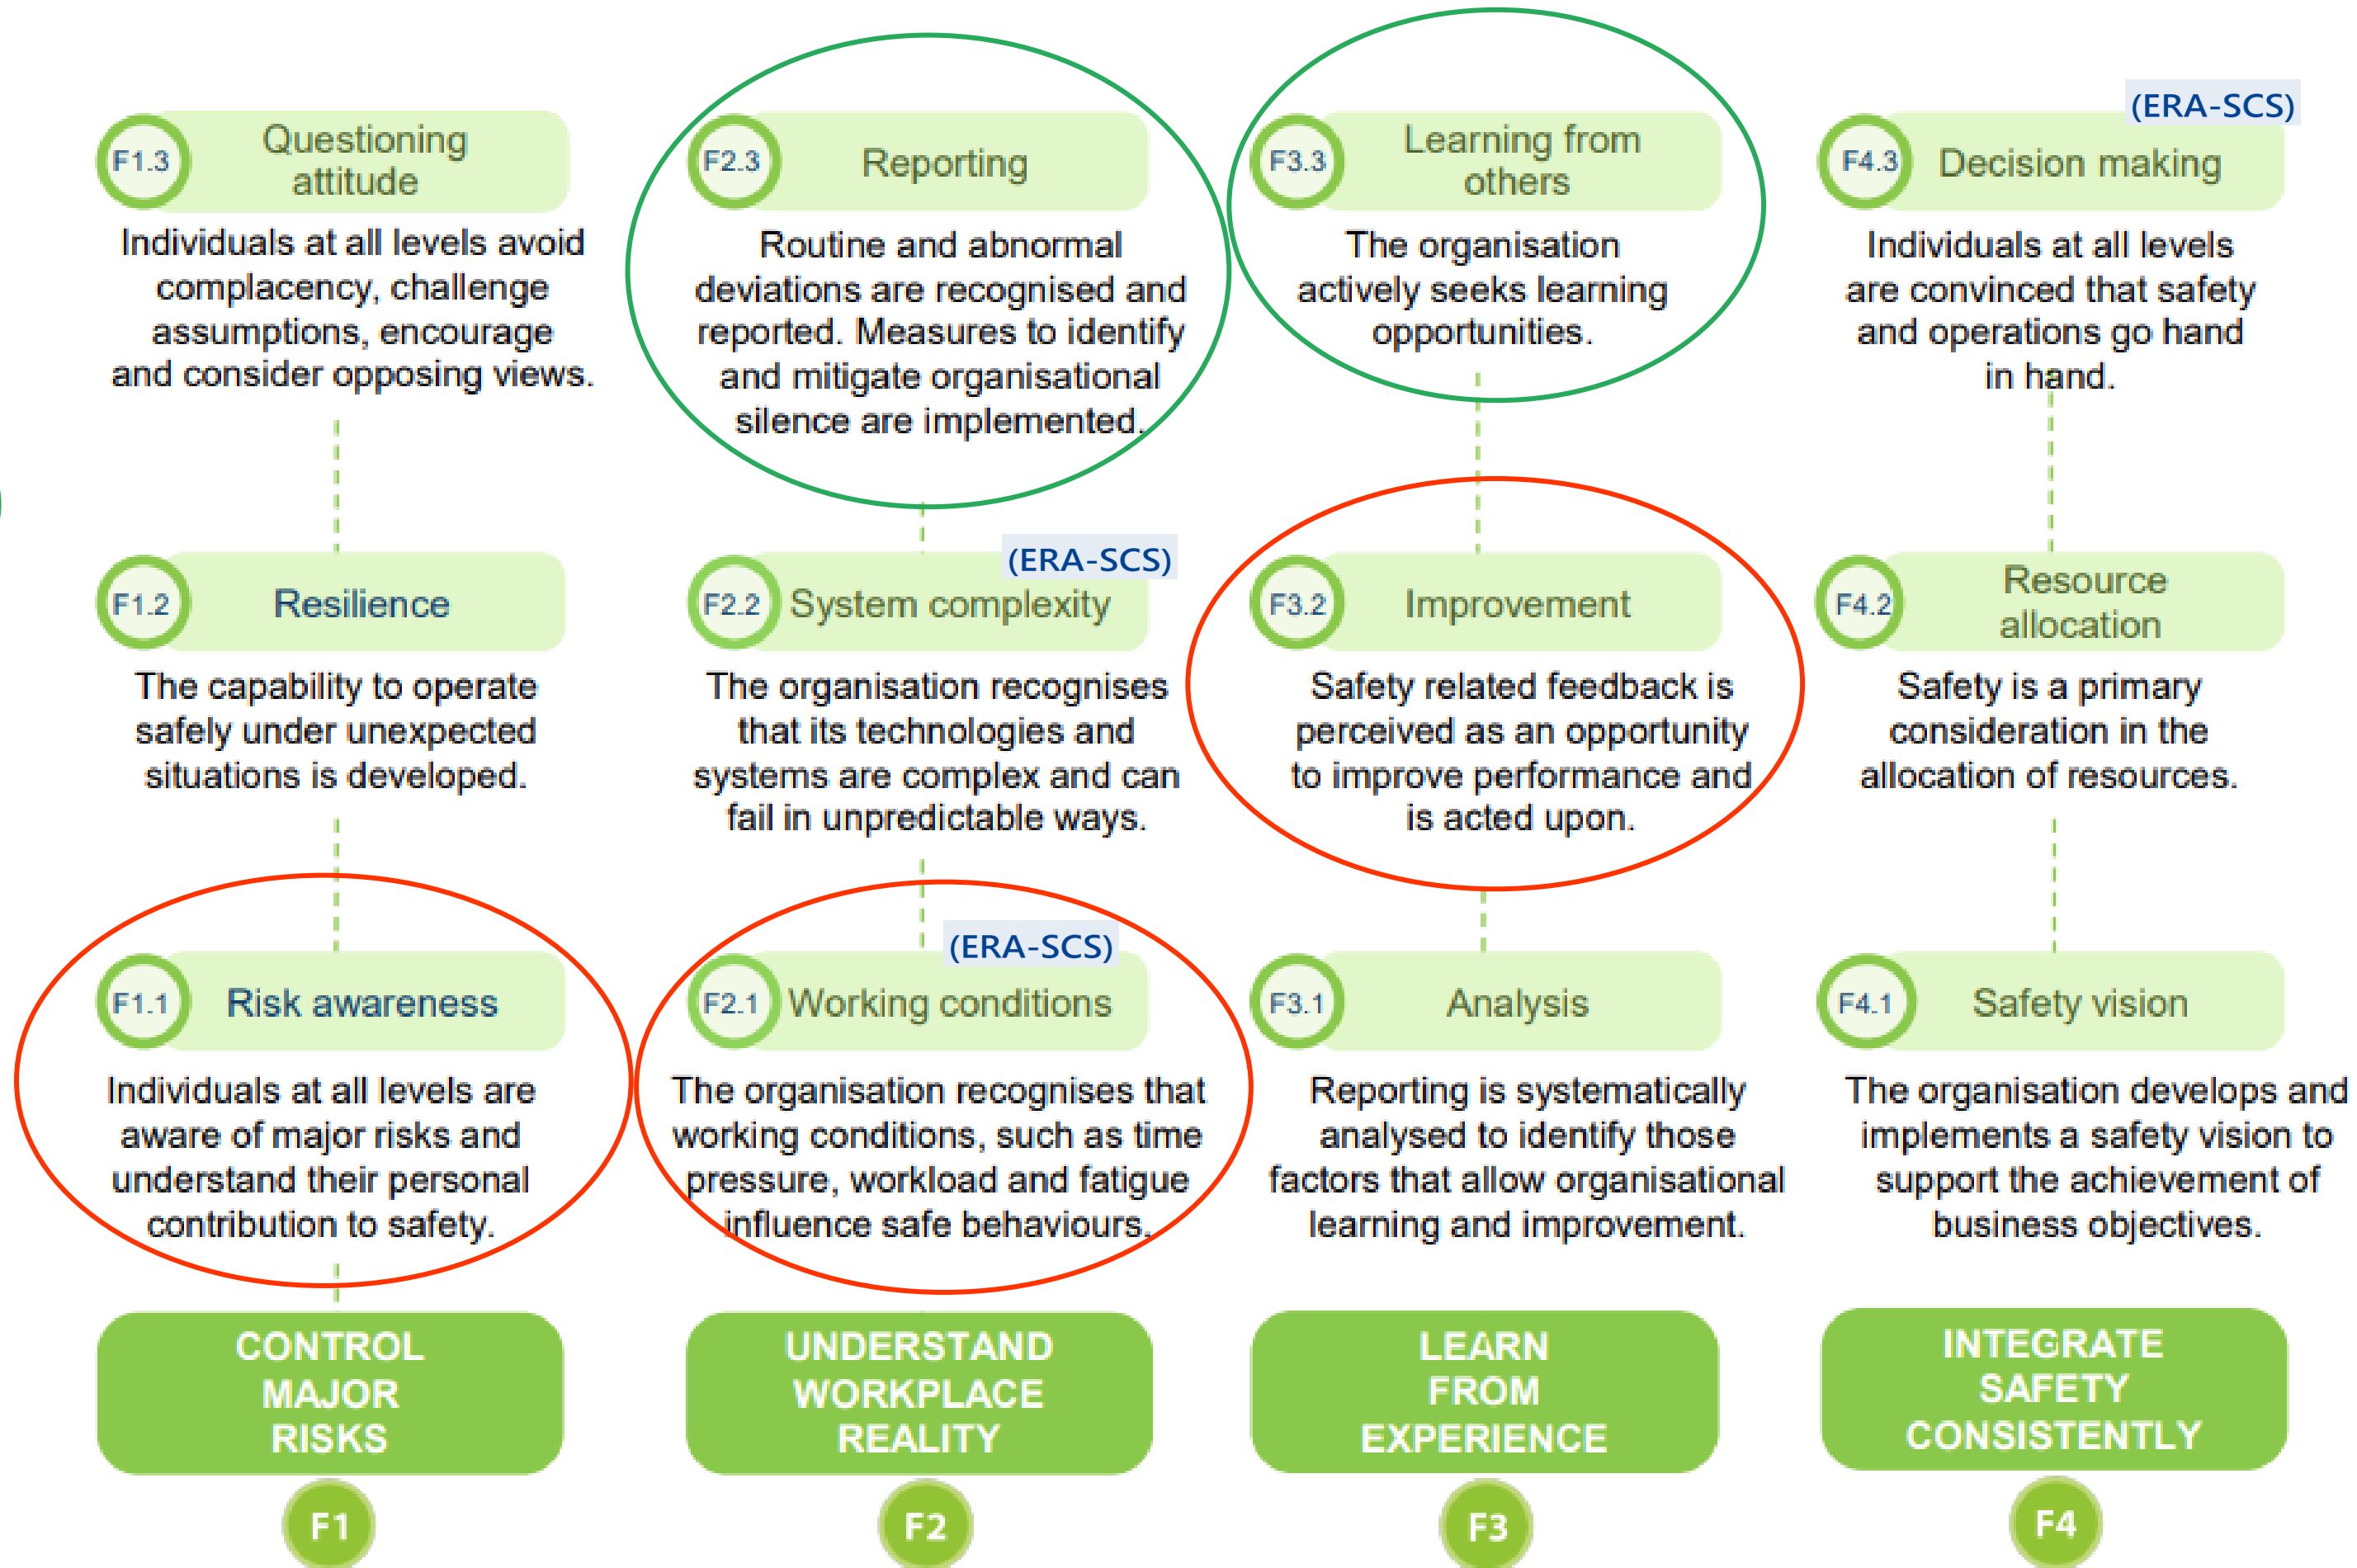 (ERA-SCS)
F1.3
Questioning
attitude
Individuals at all levels avoid
complacency, challenge
assumptions, encourage
and consider opposing views.
F2.3
Reporting
Routine and abnormal
deviations are recognised and
reported. Measures to identify
and mitigate organisational
silence are implemented.
F3.3
Learning from
others
The organisation
actively seeks learning
opportunities.
F4.3
Decision making
Individuals at all levels
are convinced that safety
and operations go hand
in hand.
F1.2
Resilience
The capability to operate
safely under unexpected
situations is developed.
(ERA-SCS)
F2.2
System complexity
The organisation recognises
that its technologies and
systems are complex and can
fail in unpredictable ways.
F3.2
Improvement
Safety related feedback is
perceived as an opportunity
to improve performance and
is acted upon.
F4.2
Resource
allocation
Safety is a primary
consideration in the
allocation of resources.
F1.1
Risk awareness
Individuals at all levels are
aware of major risks and
understand their personal
contribution to safety.
(ERA-SCS)
F2.1
Working conditions
The organisation recognises that
working conditions, such as time
pressure, workload and fatigue
influence safe behaviours.
F3.1
Analysis
Reporting is systematically
analysed to identify those
factors that allow organisational
learning and improvement.
F4.1
Safety vision
The organisation develops and
implements a safety vision to
support the achievement of
business objectives.
CONTROL
MAJOR
RISKS
F1
UNDERSTAND
WORKPLACE
REALITY
F2
LEARN
FROM
EXPERIENCE
F3
INTEGRATE
SAFETY
CONSISTENTLY
F4